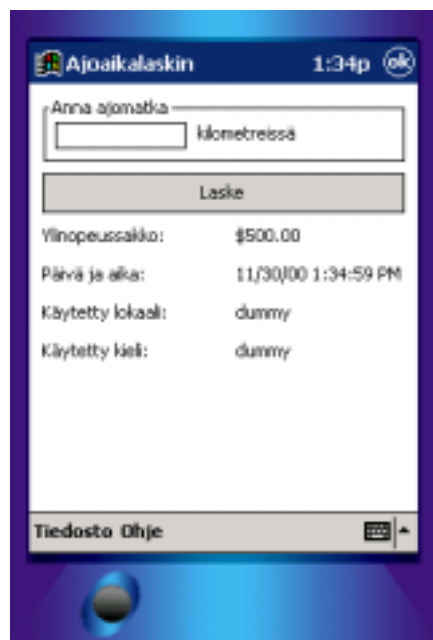 Ajoaikalaskin 1:34p ok
Anna ajomatka
kilometreissä
Laske
Ylinopeussakko: $500.00
Päivä ja aika: 11/30/00 1:34:59 PM
Käytetty lokaali: dummy
Käytetty kieli: dummy
Tiedosto Ohje